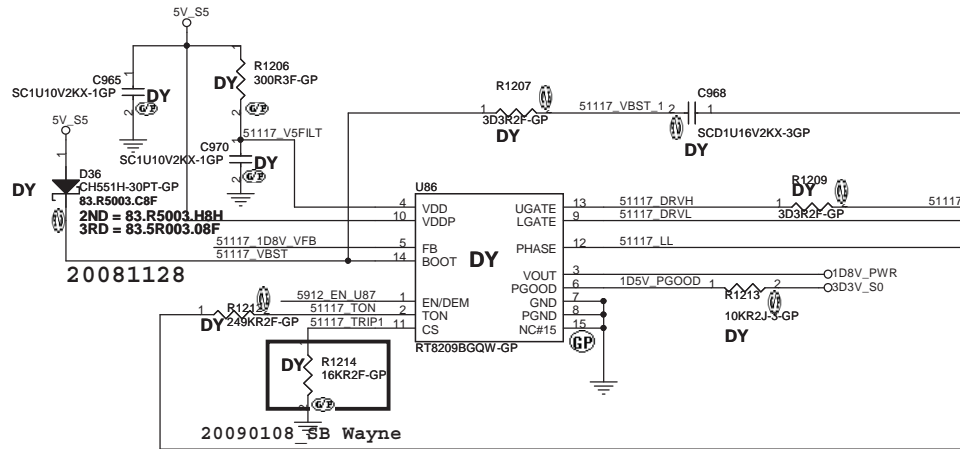 5V_S5
C965
SC1U10V2KX-1GP
DY
G/P
1
2
R1206
300R3F-GP
DY
G/P
1
2
51117_V5FILT
C970
SC1U10V2KX-1GP
DY
G/P
1
2
5V_S5
1
DY
D36
CH551H-30PT-GP
83.R5003.C8F
2ND = 83.R5003.H8H
3RD = 83.5R003.08F
R1207
1
3D3R2F-GP
DY
51117_VBST_1
2
1
C968
SCD1U16V2KX-3GP
DY
51117_1D8V_VFB
51117_VBST
20081128
U86
4 VDD
10 VDDP
5 FB
14 BOOT
1 EN/DEM
2 TON
11 CS
UGATE 13
LGATE 9
PHASE 12
VOUT 3
PGOOD 6
GND 7
PGND 8
NC#15 15
DY
RT8209BGQW-GP
GP
51117_DRVH
51117_DRVL
51117_LL
1
DY
R1209
3D3R2F-GP
51117
1D8V_PWR
1D5V_PGOOD
1
2
3D3V_S0
R1213
10KR2J-3-GP
DY
5912_EN_U87
51117_TON
51117_TRIP1
1
R1212
DY
249KR2F-GP
DY
R1214
16KR2F-GP
G/P
20090108_SB Wayne